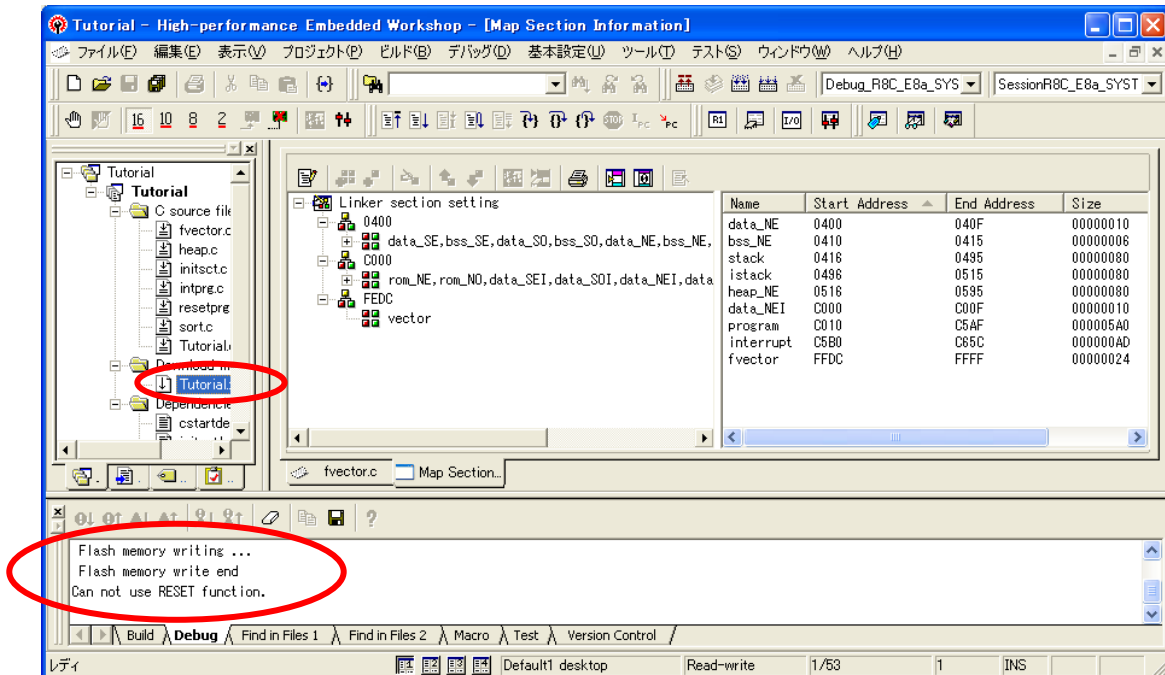 Tutorial - High-performance Embedded Workshop - [Map Section Information]
ファイル(F) 編集(E) 表示(V) プロジェクト(P) ビルド(B) デバッグ(D) 基本設定(U) ツール(T) テスト(S) ウィンドウ(W) ヘルプ(H)
Debug_R8C_E8a_SYS SessionR8C_E8a_SYST
16 10 8 2 PC PC R1 I/O
Tutorial
Tutorial
C source file
fvector.c
heap.c
initsct.c
intprg.c
resetprg
sort.c
Tutorial.
Download m
Tutorial.
Dependencie
cstartde
Linker section setting
0400
data_SE,bss_SE,data_SO,bss_SO,data_NE,bss_NE,
C000
rom_NE,rom_NO,data_SEI,data_SOI,data_NEI,data
FEDC
vector
Name Start Address End Address Size
data_NE 0400 040F 00000010
bss_NE 0410 0415 00000006
stack 0416 0495 00000080
istack 0496 0515 00000080
heap_NE 0516 0595 00000080
data_NEI C000 C00F 00000010
program C010 C5AF 000005A0
interrupt C5B0 C65C 000000AD
fvector FFDC FFFF 00000024
fvector.c Map Section...
Flash memory writing ...
Flash memory write end
Can not use RESET function.
Build Debug Find in Files 1 Find in Files 2 Macro Test Version Control
レディ 1 2 3 4 Default1 desktop Read-write 1/53 1 INS